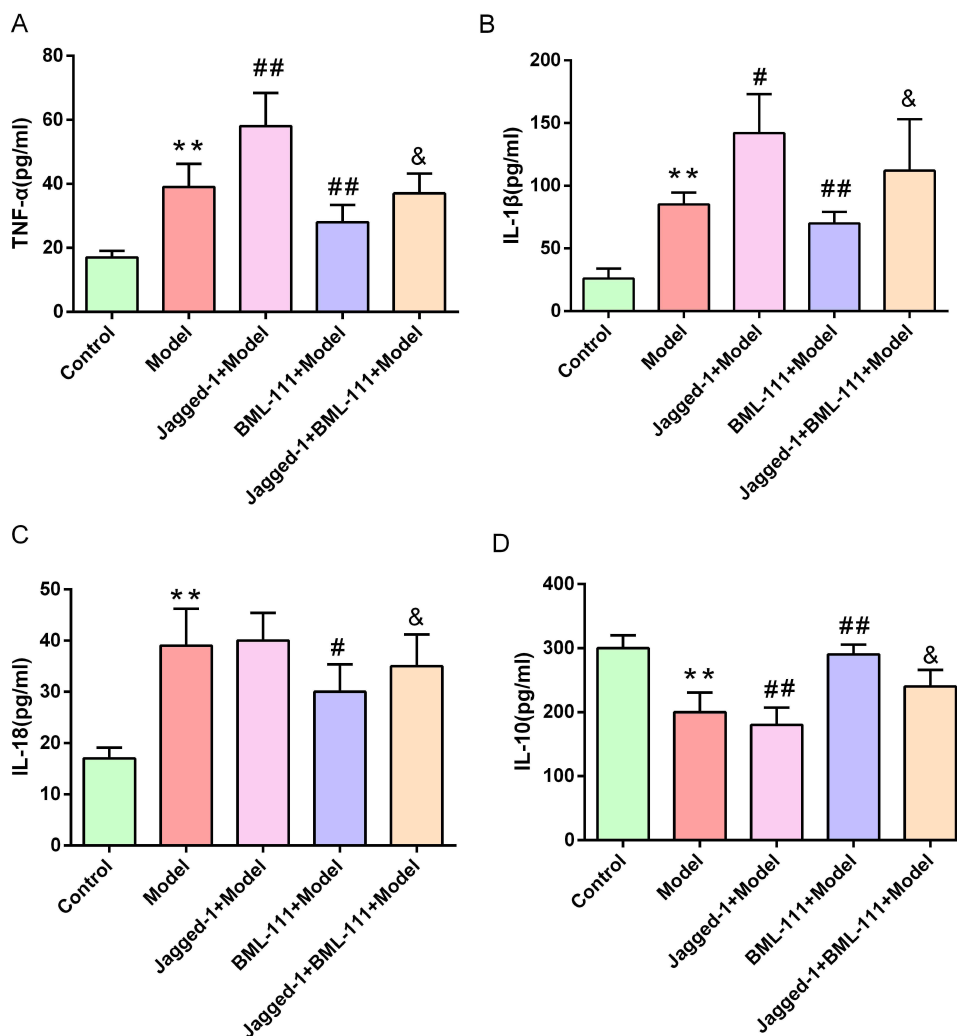 A
TNF-α(pg/ml)
80
60
40
20
0
**
##
##
&
Control
Model
Jagged-1+Model
BML-111+Model
Jagged-1+BML-111+Model
B
IL-1β(pg/ml)
200
150
100
50
0
**
#
##
&
Control
Model
Jagged-1+Model
BML-111+Model
Jagged-1+BML-111+Model
C
IL-18(pg/ml)
50
40
30
20
10
0
**
#
&
Control
Model
Jagged-1+Model
BML-111+Model
Jagged-1+BML-111+Model
D
IL-10(pg/ml)
400
300
200
100
0
**
##
##
&
Control
Model
Jagged-1+Model
BML-111+Model
Jagged-1+BML-111+Model